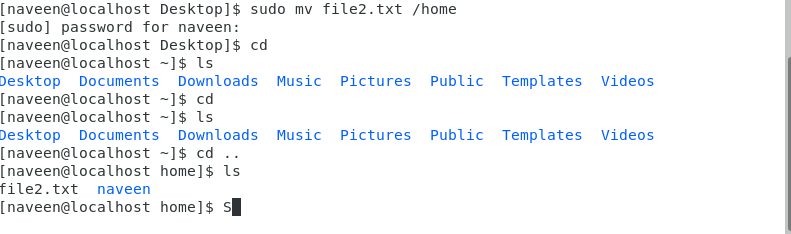 [naveen@localhost Desktop]$ sudo mv file2.txt /home
[sudo] password for naveen:
[naveen@localhost Desktop]$ cd
[naveen@localhost ~]$ ls
Desktop  Documents  Downloads  Music  Pictures  Public  Templates  Videos
[naveen@localhost ~]$ cd
[naveen@localhost ~]$ ls
Desktop  Documents  Downloads  Music  Pictures  Public  Templates  Videos
[naveen@localhost ~]$ cd ..
[naveen@localhost home]$ ls
file2.txt  naveen
[naveen@localhost home]$ S